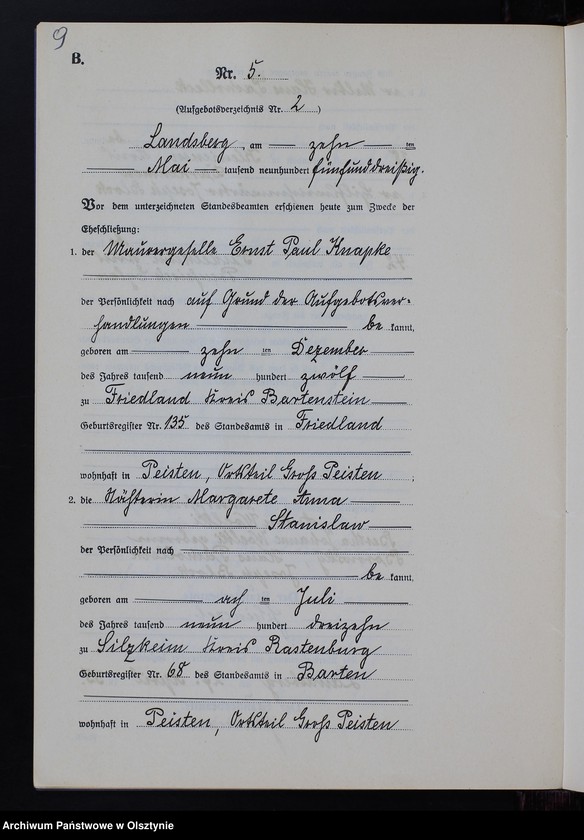 9
B.
Nr. 5.
(Aufgebotsverzeichnis Nr. 2 )
Landsberg, am zehn ten
Mai tausend neunhundert fünfunddreißig.
Vor dem unterzeichneten Standesbeamten erschienen heute zum Zwecke der
Eheschließung:
1. der Maurergeselle Ernst Paul Knapke
der Persönlichkeit nach auf Grund der Aufgebotsver-
handlungen be kannt,
geboren am zehn ten Dezember
des Jahres tausend neun hundert zwölf
zu Friedland Kreis Bartenstein
Geburtsregister Nr. 135 des Standesamts in Friedland
wohnhaft in Peisten, Ortsteil Groß Peisten ;
2. die Nähterin Margarete Anna
Stanislaw
der Persönlichkeit nach
be kannt,
geboren am ach ten Juli
des Jahres tausend neun hundert dreizehn
zu Silzkeim Kreis Rastenburg
Geburtsregister Nr. 68 des Standesamts in Barten
wohnhaft in Peisten, Ortsteil Groß Peisten
Archiwum Państwowe w Olsztynie